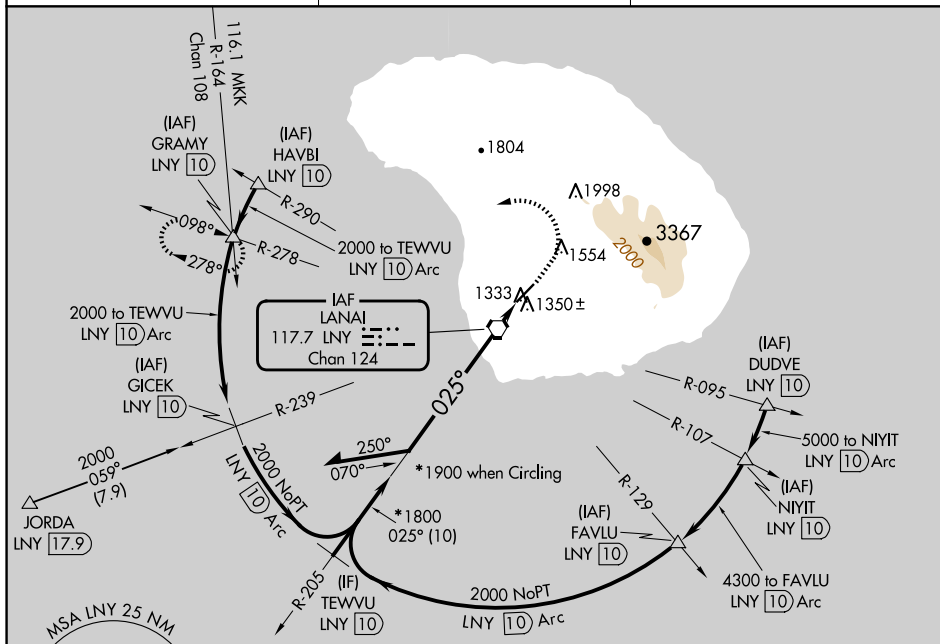 116.1 MKK
R-164
Chan 108
(IAF)
GRAMY
LNY 10
(IAF)
HAVBI
LNY 10
R-290
098°
278°
R-278
2000 to TEWVU
LNY 10 Arc
2000 to TEWVU
LNY 10 Arc
1804
1998
3367
2000
1554
1333
1350 ±
IAF
LANAI
117.7 LNY
Chan 124
(IAF)
GICEK
LNY 10
R-239
025°
2000
059°
(7.9)
JORDA
LNY 17.9
2000 NoPT
LNY 10 Arc
250°
070°
*1900 when Circling
*1800
025° (10)
R-205
(IF)
TEWVU
LNY 10
R-095
(IAF)
DUDVE
LNY 10
R-107
5000 to NIYIT
LNY 10 Arc
(IAF)
NIYIT
LNY 10
R-129
(IAF)
FAVLU
LNY 10
4300 to FAVLU
LNY 10 Arc
2000 NoPT
LNY 10 Arc
MSA LNY 25 NM